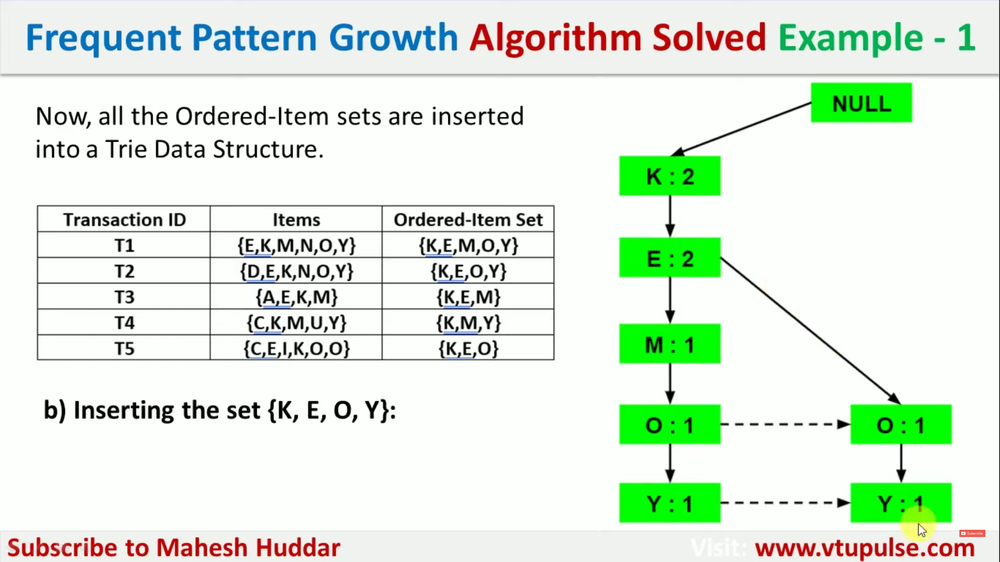 Frequent Pattern Growth Algorithm Solved Example - 1
Now, all the Ordered-Item sets are inserted
into a Trie Data Structure.
Transaction ID Items Ordered-Item Set
T1 {E,K,M,N,O,Y} {K,E,M,O,Y}
T2 {D,E,K,N,O,Y} {K,E,O,Y}
T3 {A,E,K,M} {K,E,M}
T4 {C,K,M,U,Y} {K,M,Y}
T5 {C,E,I,K,O,O} {K,E,O}
b) Inserting the set {K, E, O, Y}:
NULL
K : 2
E : 2
M : 1
O : 1
O : 1
Y : 1
Y : 1
Subscribe to Mahesh Huddar
Visit: www.vtupulse.com
Subscribe